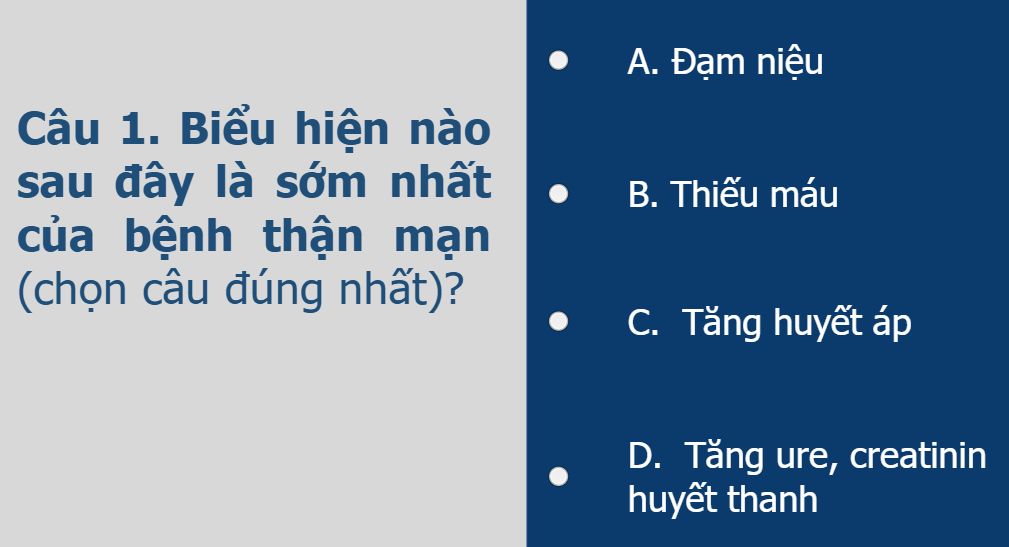 Câu 1. Biểu hiện nào
sau đây là sớm nhất
của bệnh thận mạn
(chọn câu đúng nhất)?
A. Đạm niệu
B. Thiếu máu
C. Tăng huyết áp
D. Tăng ure, creatinin
huyết thanh